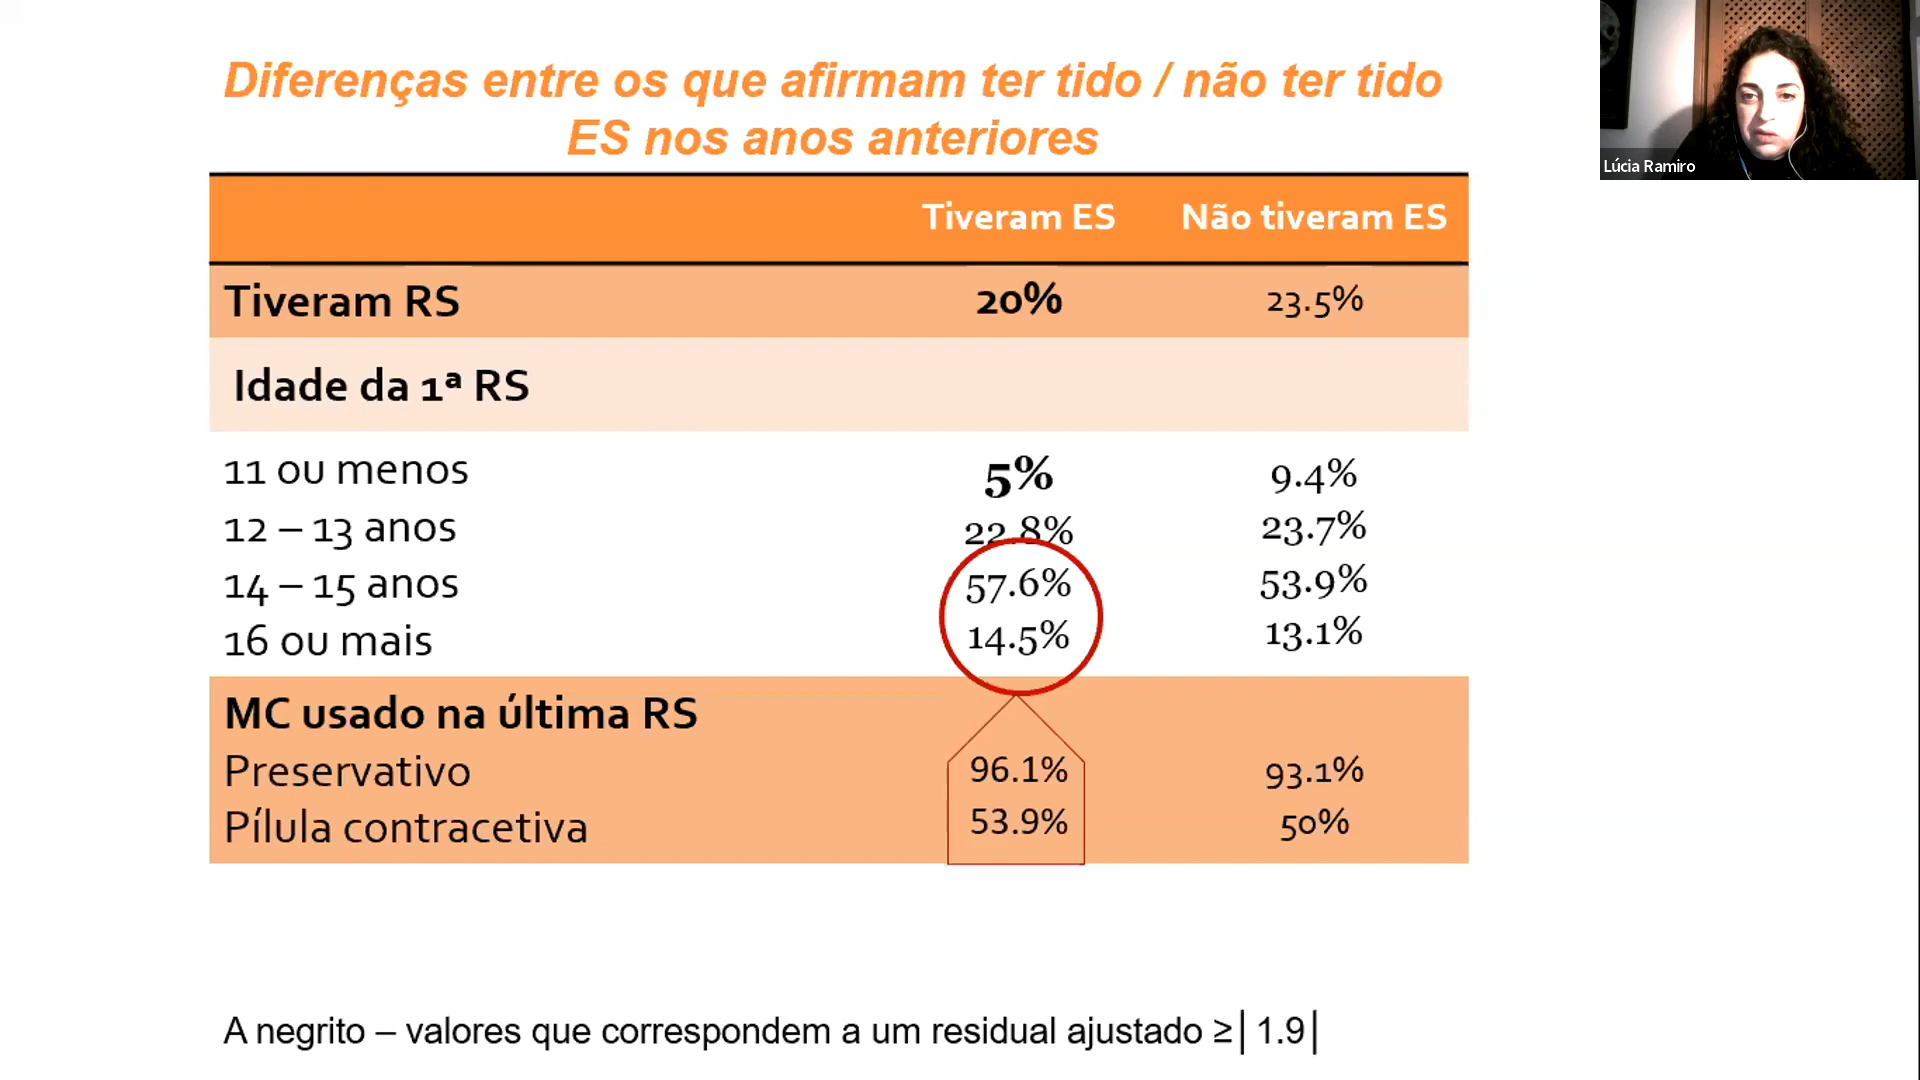 Diferenças entre os que afirmam ter tido / não ter tido
ES nos anos anteriores
Tiveram ES Não tiveram ES
Tiveram RS 20% 23.5%
Idade da 1ª RS
11 ou menos 5% 9.4%
12 – 13 anos 22.8% 23.7%
14 – 15 anos 57.6% 53.9%
16 ou mais 14.5% 13.1%
MC usado na última RS
Preservativo 96.1% 93.1%
Pílula contracetiva 53.9% 50%
A negrito – valores que correspondem a um residual ajustado ≥│1.9│
Lúcia Ramiro